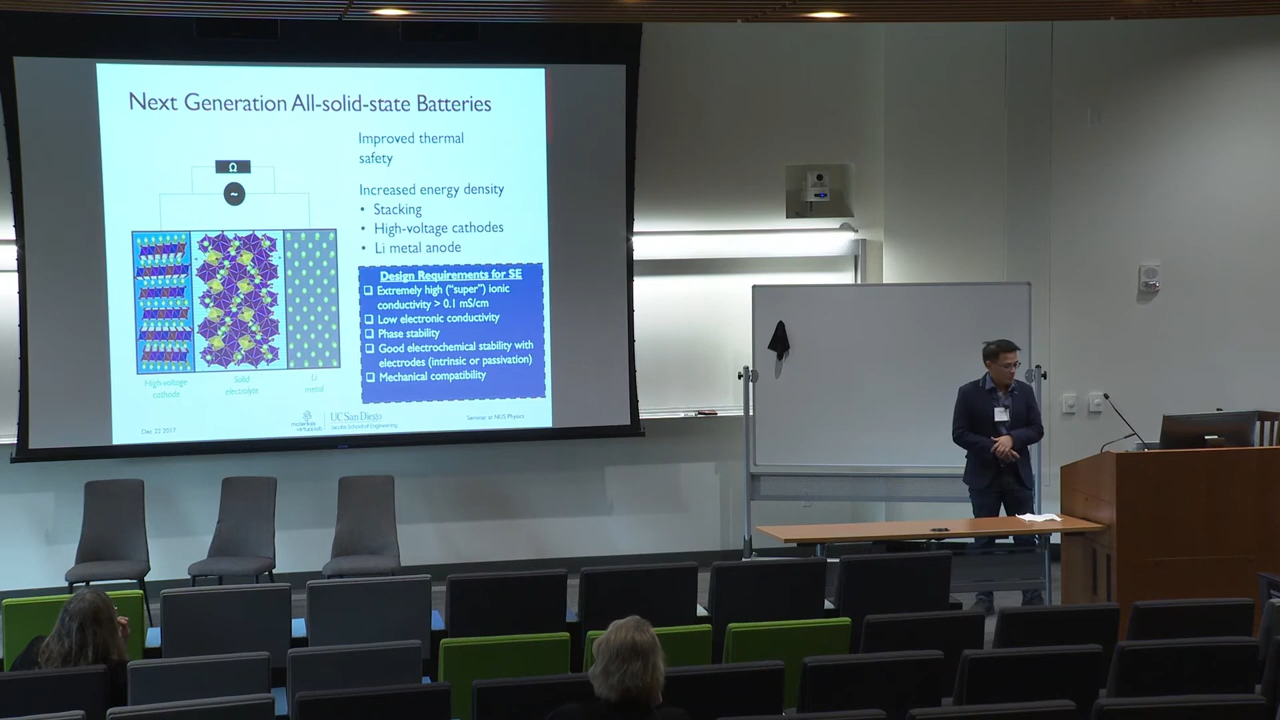 Next Generation All-solid-state Batteries
Improved thermal
safety
Increased energy density
• Stacking
• High-voltage cathodes
• Li metal anode
Ω
~
Design Requirements for SE
❑ Extremely high ("super") ionic
conductivity > 0.1 mS/cm
❑ Low electronic conductivity
❑ Phase stability
❑ Good electrochemical stability with
electrodes (intrinsic or passivation)
❑ Mechanical compatibility
High-voltage
cathode
Solid
electrolyte
Li
metal
Dec 22 2017
materials
virtual lab
UC San Diego
Jacobs School of Engineering
Seminar at NUS Physics